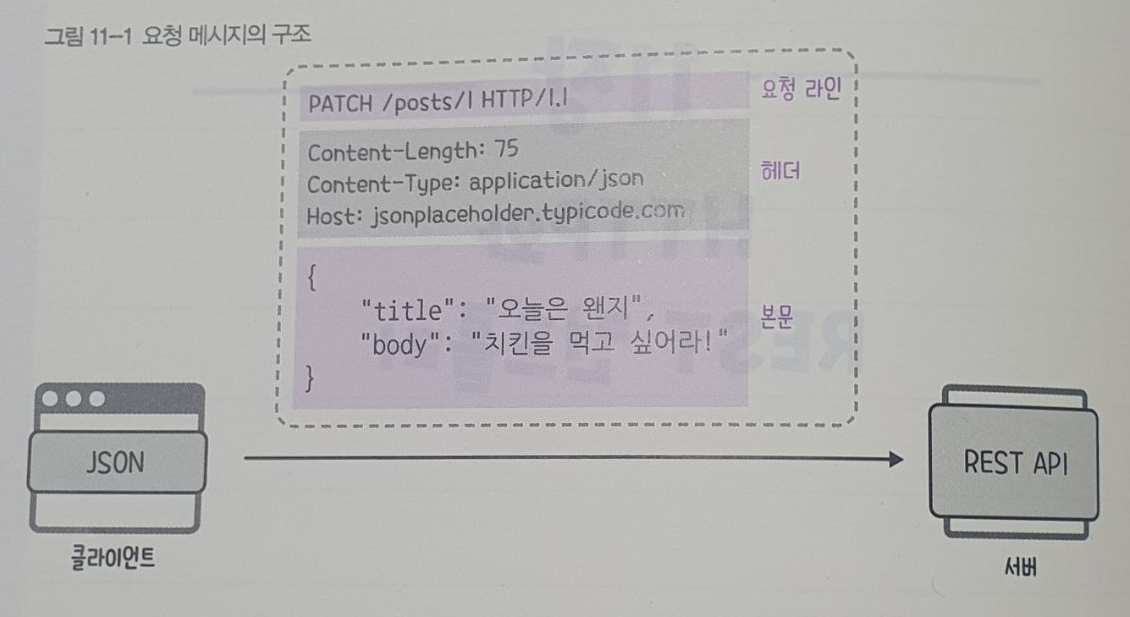 그림 11-1 요청 메시지의 구조
PATCH /posts/1 HTTP/1.1
요청 라인
Content-Length: 75
Content-Type: application/json
Host: jsonplaceholder.typicode.com
헤더
{
"title": "오늘은 왠지",
"body": "치킨을 먹고 싶어라!"
}
본문
JSON
클라이언트
REST API
서버